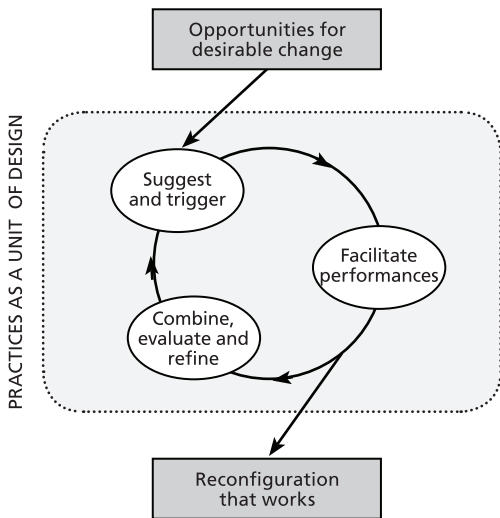 Opportunities for
desirable change
PRACTICES AS A UNIT OF DESIGN
Suggest
and trigger
Facilitate
performances
Combine,
evaluate and
refine
Reconfiguration
that works